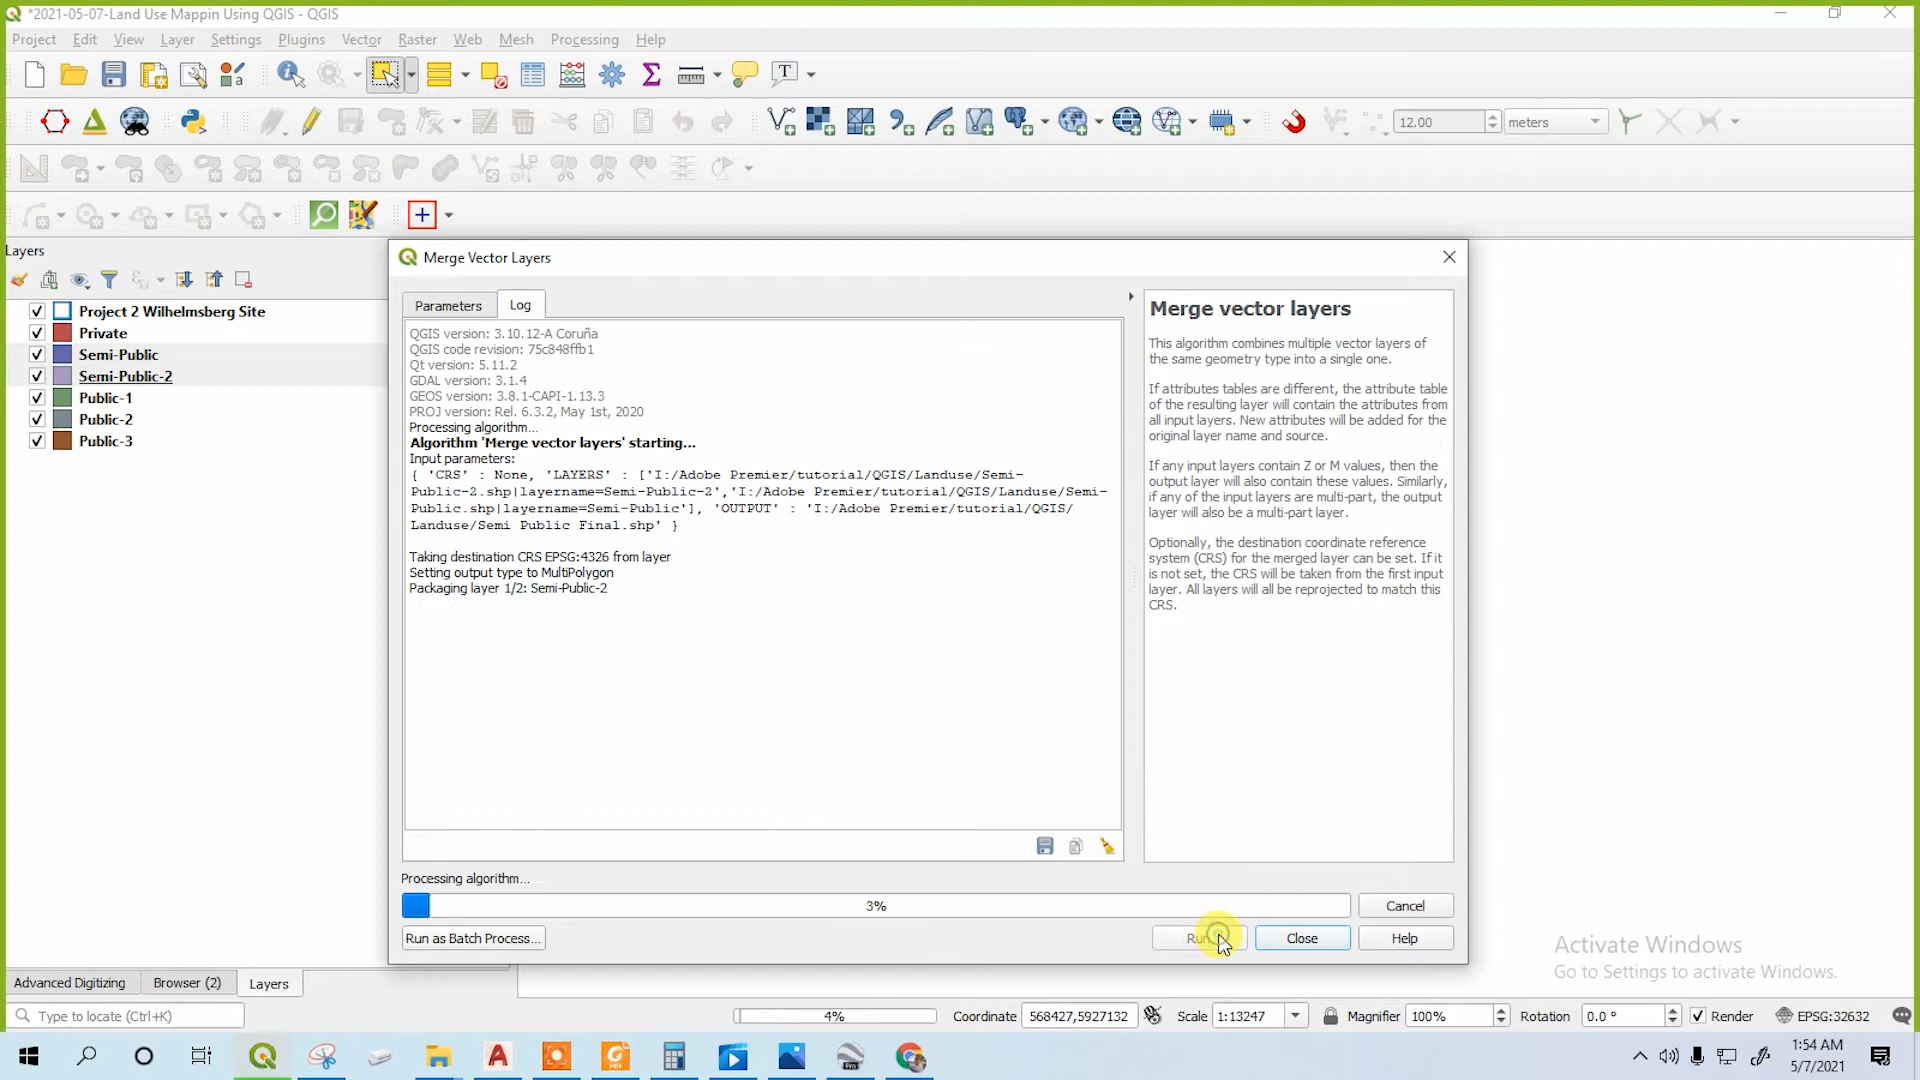 *2021-05-07-Land Use Mappin Using QGIS - QGIS
Project Edit View Layer Settings Plugins Vector Raster Web Mesh Processing Help
12.00 meters
Layers
Project 2 Wilhelmsberg Site
Private
Semi-Public
Semi-Public-2
Public-1
Public-2
Public-3
Merge Vector Layers
Parameters Log
QGIS version: 3.10.12-A Coruña
QGIS code revision: 75c848ffb1
Qt version: 5.11.2
GDAL version: 3.1.4
GEOS version: 3.8.1-CAPI-1.13.3
PROJ version: Rel. 6.3.2, May 1st, 2020
Processing algorithm...
Algorithm 'Merge vector layers' starting...
Input parameters:
{ 'CRS' : None, 'LAYERS' : ['I:/Adobe Premier/tutorial/QGIS/Landuse/Semi-
Public-2.shp|layername=Semi-Public-2','I:/Adobe Premier/tutorial/QGIS/Landuse/Semi-
Public.shp|layername=Semi-Public'], 'OUTPUT' : 'I:/Adobe Premier/tutorial/QGIS/
Landuse/Semi Public Final.shp' }
Taking destination CRS EPSG:4326 from layer
Setting output type to MultiPolygon
Packaging layer 1/2: Semi-Public-2
Merge vector layers
This algorithm combines multiple vector layers of
the same geometry type into a single one.
If attributes tables are different, the attribute table
of the resulting layer will contain the attributes from
all input layers. New attributes will be added for the
original layer name and source.
If any input layers contain Z or M values, then the
output layer will also contain these values. Similarly,
if any of the input layers are multi-part, the output
layer will also be a multi-part layer.
Optionally, the destination coordinate reference
system (CRS) for the merged layer can be set. If it
is not set, the CRS will be taken from the first input
layer. All layers will all be reprojected to match this
CRS.
Processing algorithm...
3%
Cancel
Run as Batch Process...
Run Close Help
Activate Windows
Go to Settings to activate Windows.
Advanced Digitizing Browser (2) Layers
Type to locate (Ctrl+K) 4% Coordinate 568427,5927132 Scale 1:13247 Magnifier 100% Rotation 0.0 ° Render EPSG:32632
1:54 AM
5/7/2021